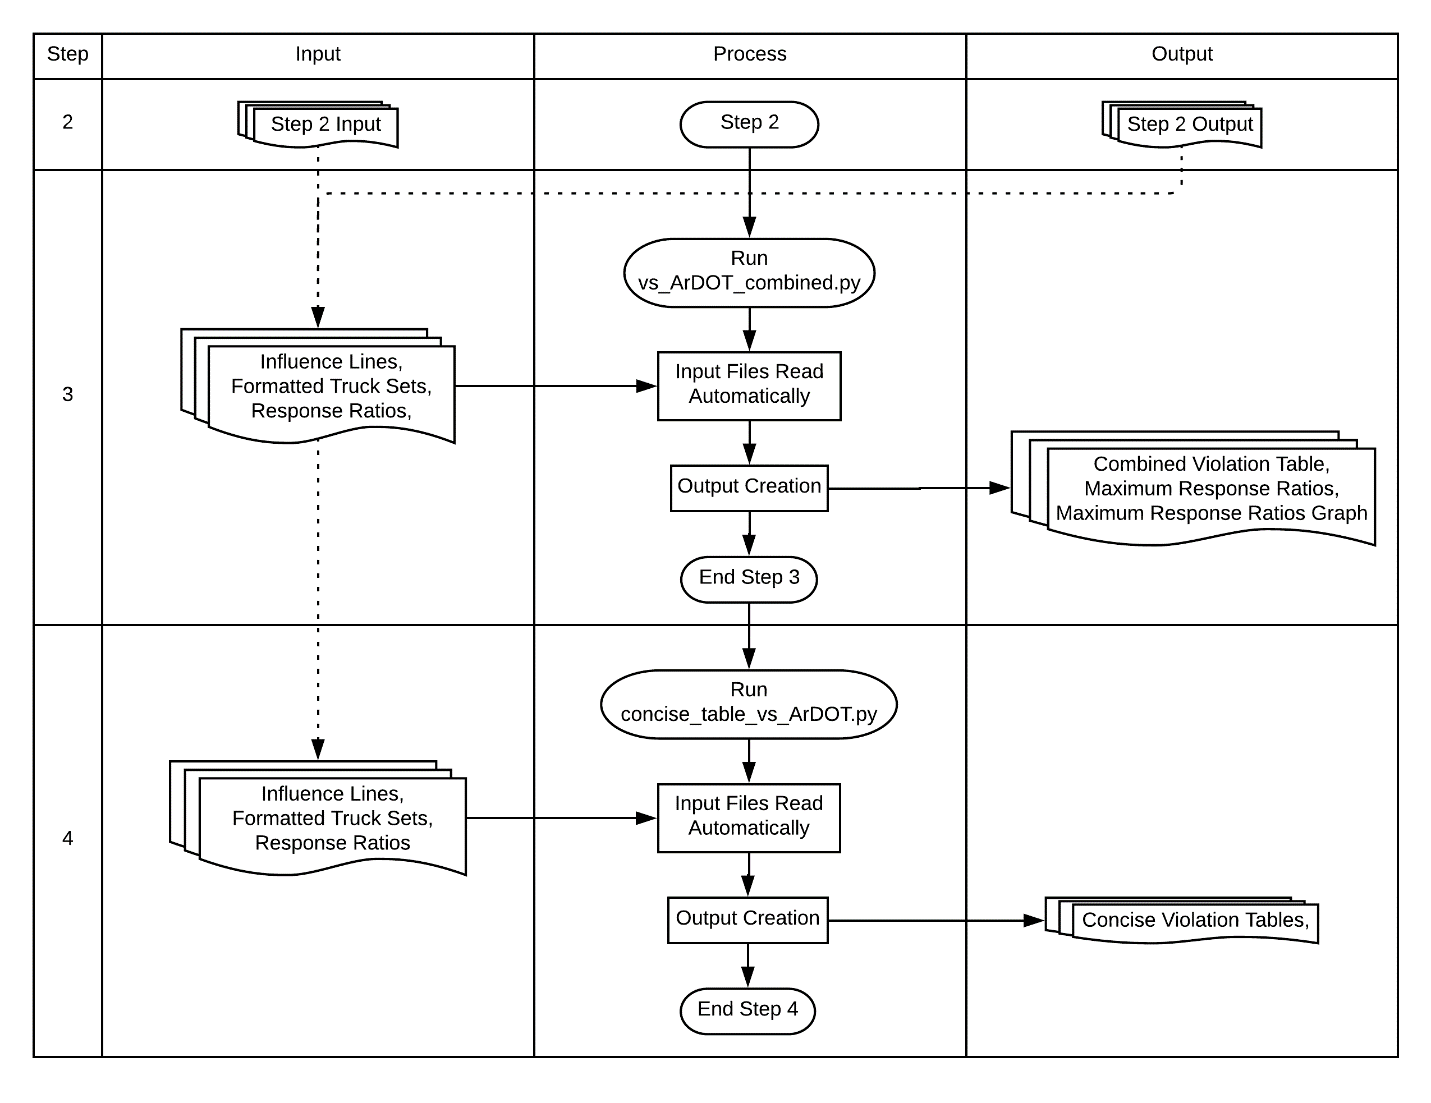 Step
Input
Process
Output
2
Step 2 Input
Step 2
Step 2 Output
3
Run
vs_ArDOT_combined.py
Influence Lines,
Formatted Truck Sets,
Response Ratios,
Input Files Read
Automatically
Output Creation
Combined Violation Table,
Maximum Response Ratios,
Maximum Response Ratios Graph
End Step 3
4
Run
concise_table_vs_ArDOT.py
Influence Lines,
Formatted Truck Sets,
Response Ratios
Input Files Read
Automatically
Output Creation
Concise Violation Tables,
End Step 4